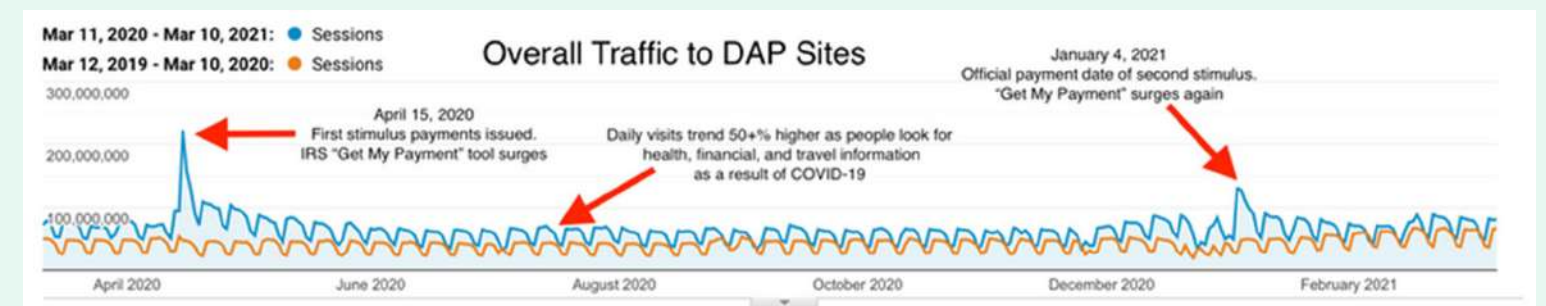 Mar 11, 2020 - Mar 10, 2021: Sessions
Mar 12, 2019 - Mar 10, 2020: Sessions
Overall Traffic to DAP Sites
January 4, 2021
Official payment date of second stimulus.
"Get My Payment" surges again
300,000,000
April 15, 2020
First stimulus payments issued.
IRS "Get My Payment" tool surges
Daily visits trend 50+% higher as people look for
health, financial, and travel information
as a result of COVID-19
200,000,000
100,000,000
April 2020
June 2020
August 2020
October 2020
December 2020
February 2021